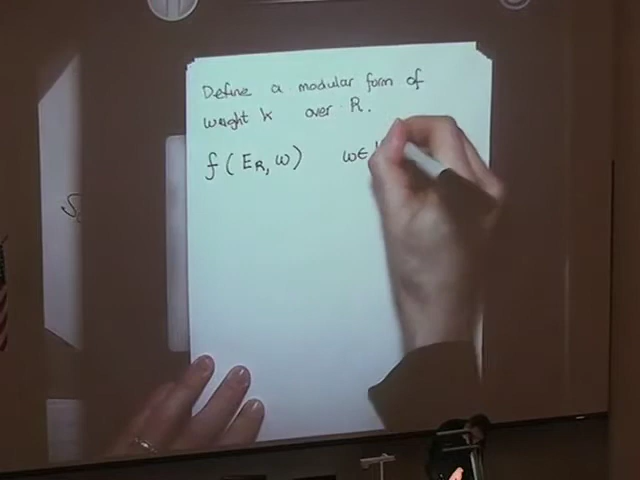 Define a modular form of
weight k over R.
f(E_R, ω) ω∈